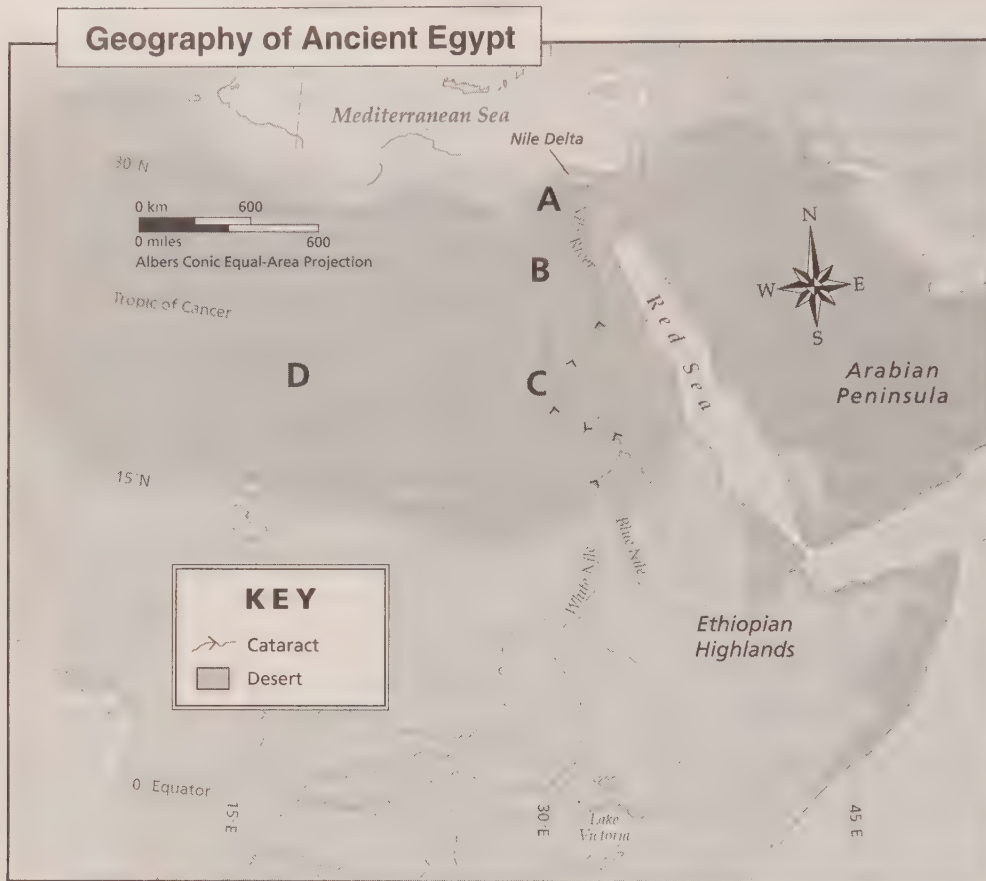 Geography of Ancient Egypt
Mediterranean Sea
Nile Delta
30°N
A
0 km 600
0 miles 600
Albers Conic Equal-Area Projection
Nile River
N
W E
S
B
Tropic of Cancer
Red Sea
D
C
Arabian
Peninsula
15°N
White Nile
Blue Nile
KEY
Cataract
Desert
Ethiopian
Highlands
0 Equator
15°E
30°E
Lake
Victoria
45°E